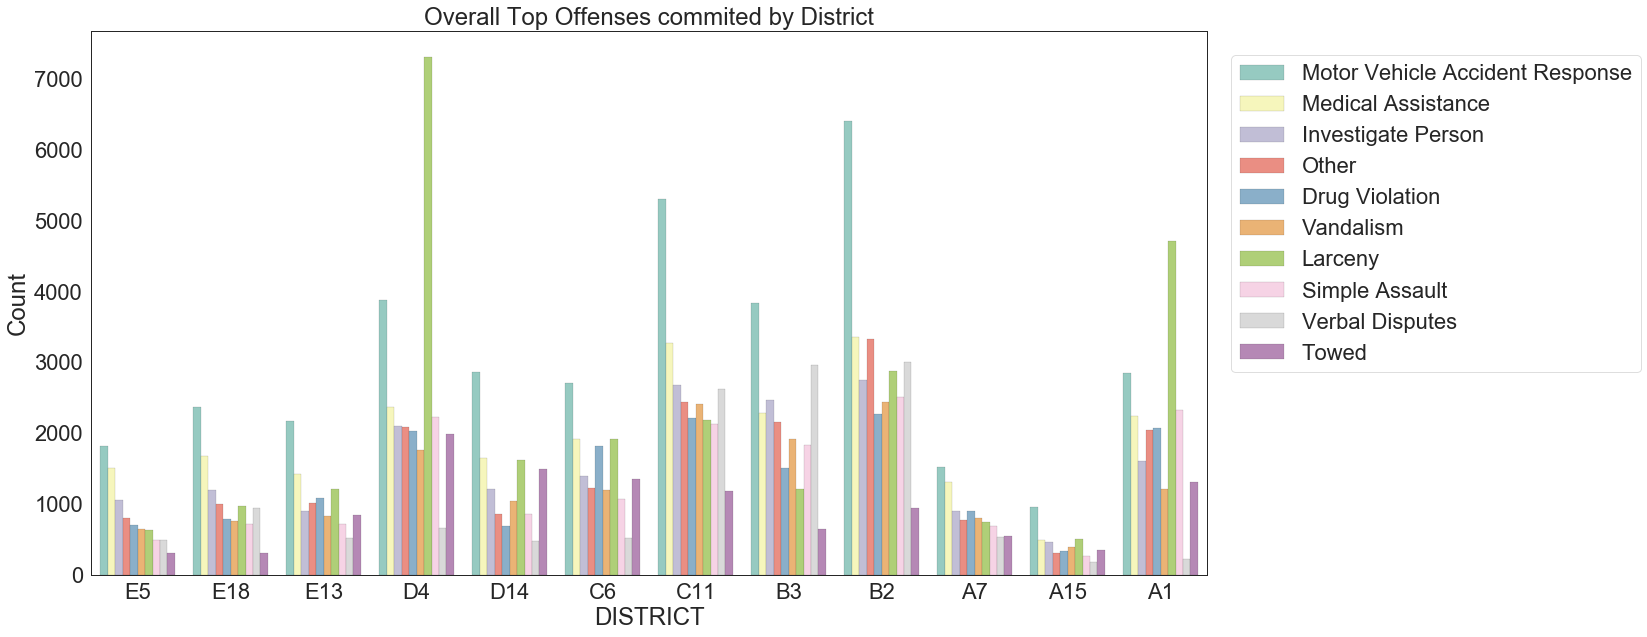 Overall Top Offenses commited by District
7000
6000
5000
4000
3000
2000
1000
0
Count
E5 E18 E13 D4 D14 C6 C11 B3 B2 A7 A15 A1
DISTRICT
Motor Vehicle Accident Response
Medical Assistance
Investigate Person
Other
Drug Violation
Vandalism
Larceny
Simple Assault
Verbal Disputes
Towed